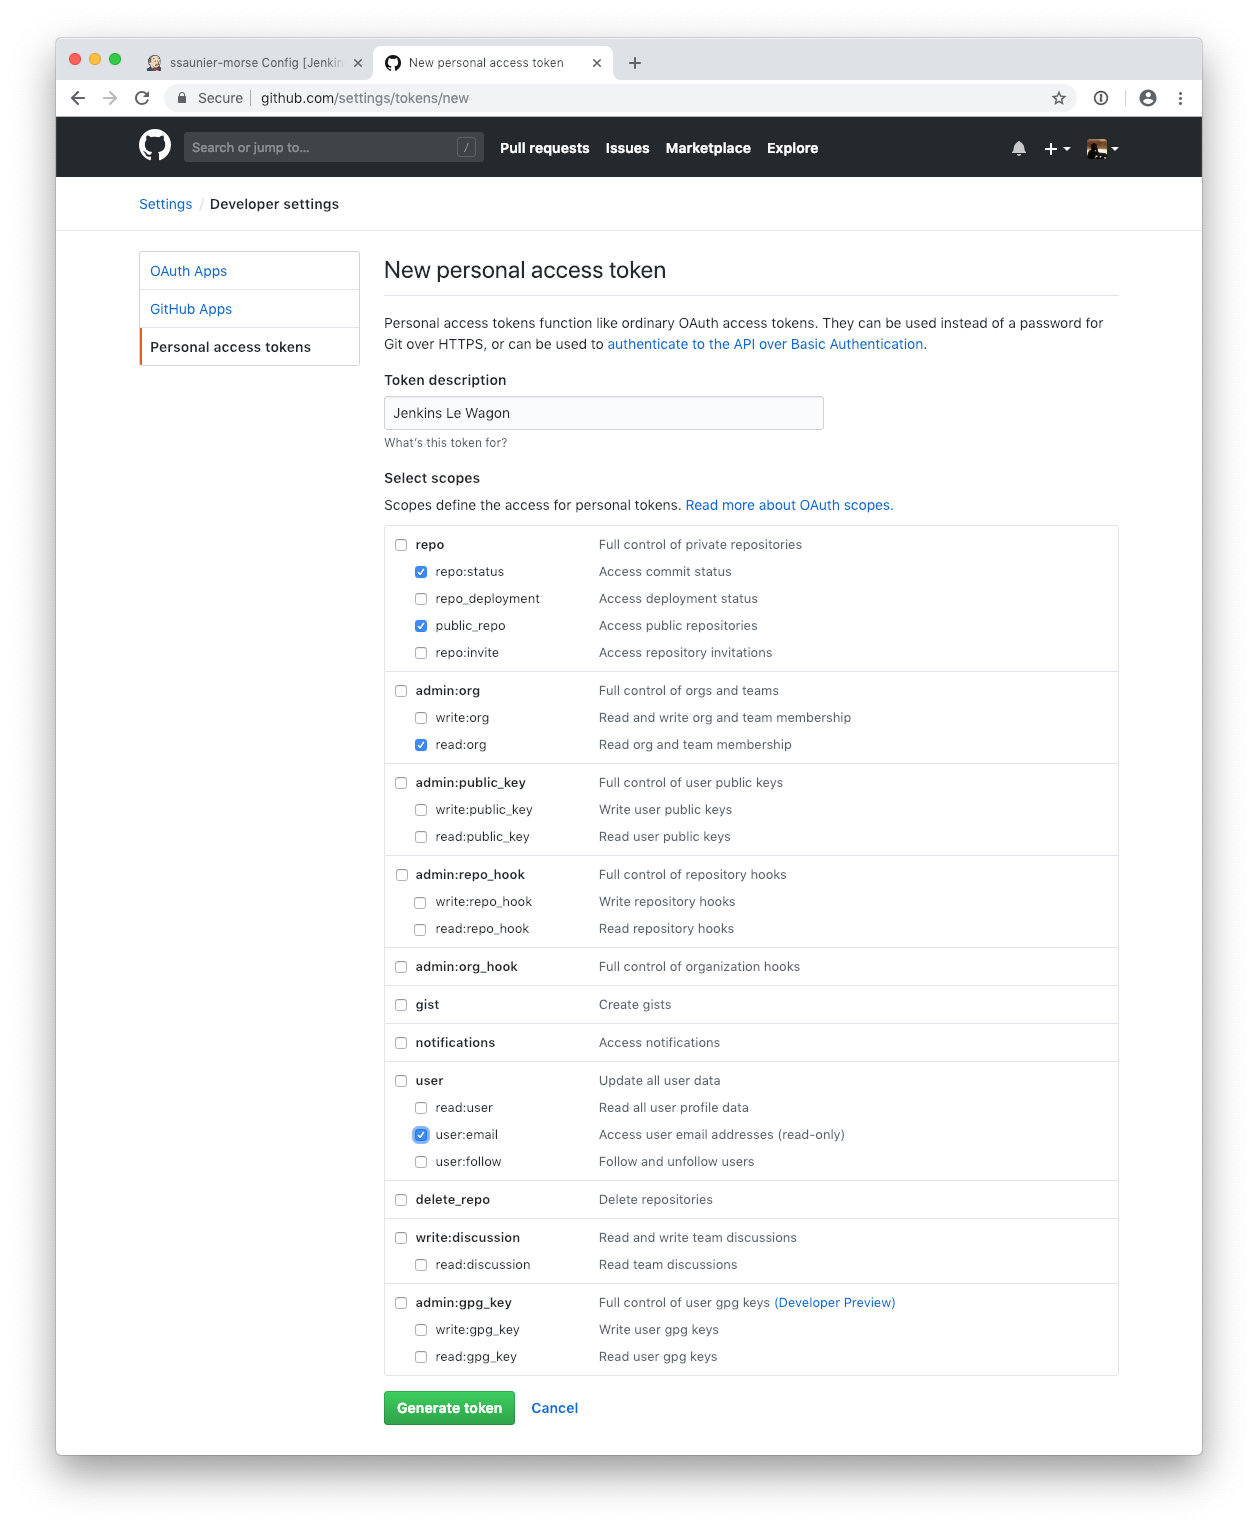 ssaunier-morse Config [Jenkin
New personal access token
Secure github.com/settings/tokens/new
Search or jump to... / Pull requests Issues Marketplace Explore
Settings / Developer settings
OAuth Apps
GitHub Apps
Personal access tokens
New personal access token
Personal access tokens function like ordinary OAuth access tokens. They can be used instead of a password for
Git over HTTPS, or can be used to authenticate to the API over Basic Authentication.
Token description
Jenkins Le Wagon
What's this token for?
Select scopes
Scopes define the access for personal tokens. Read more about OAuth scopes.
repo Full control of private repositories
repo:status Access commit status
repo_deployment Access deployment status
public_repo Access public repositories
repo:invite Access repository invitations
admin:org Full control of orgs and teams
write:org Read and write org and team membership
read:org Read org and team membership
admin:public_key Full control of user public keys
write:public_key Write user public keys
read:public_key Read user public keys
admin:repo_hook Full control of repository hooks
write:repo_hook Write repository hooks
read:repo_hook Read repository hooks
admin:org_hook Full control of organization hooks
gist Create gists
notifications Access notifications
user Update all user data
read:user Read all user profile data
user:email Access user email addresses (read-only)
user:follow Follow and unfollow users
delete_repo Delete repositories
write:discussion Read and write team discussions
read:discussion Read team discussions
admin:gpg_key Full control of user gpg keys (Developer Preview)
write:gpg_key Write user gpg keys
read:gpg_key Read user gpg keys
Generate token Cancel